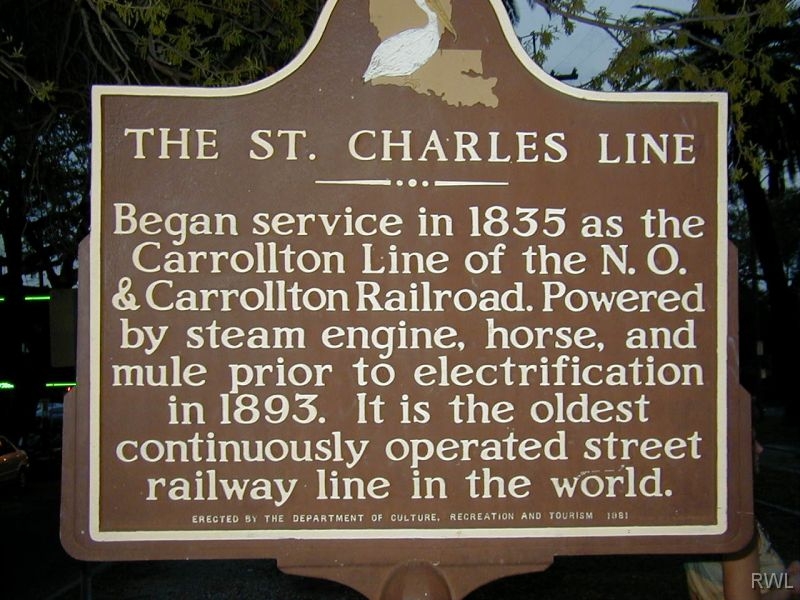 THE ST. CHARLES LINE
Began service in 1835 as the
Carrollton Line of the N. O.
& Carrollton Railroad. Powered
by steam engine, horse, and
mule prior to electrification
in 1893. It is the oldest
continuously operated street
railway line in the world.
ERECTED BY THE DEPARTMENT OF CULTURE, RECREATION AND TOURISM 1981
RWL